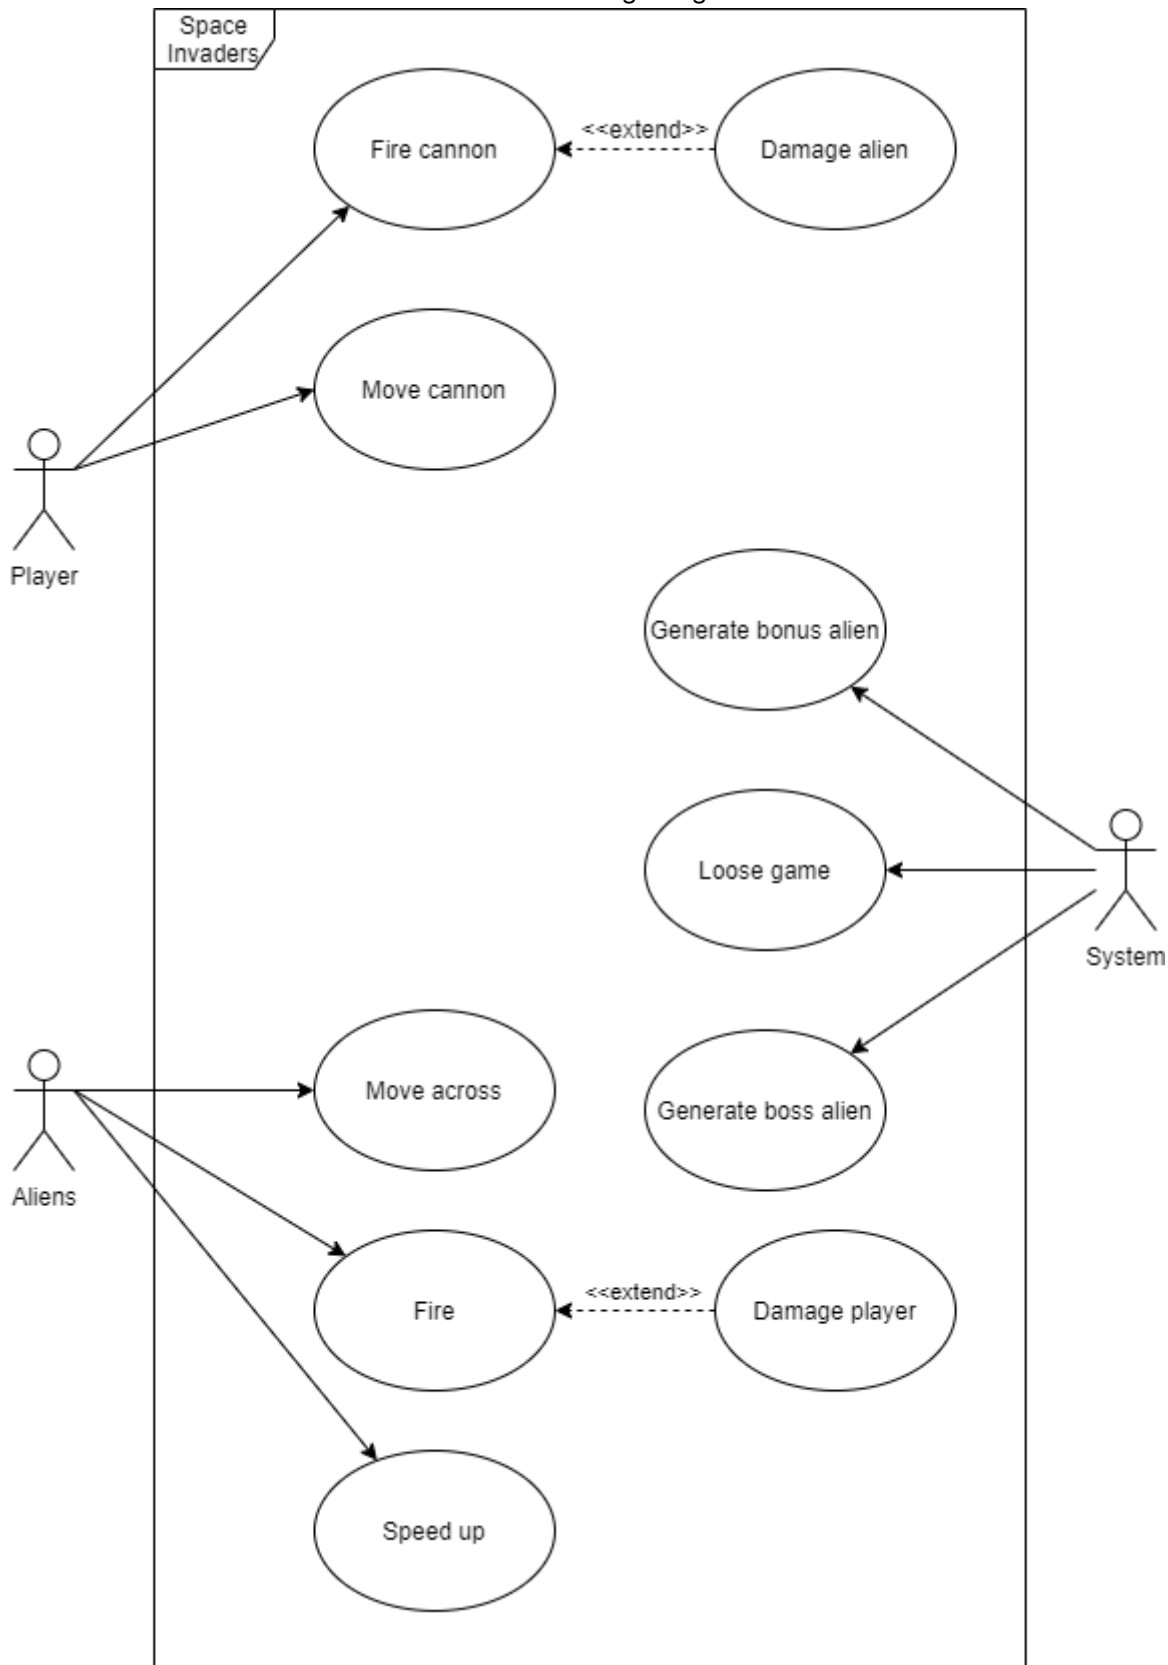 Space
Invaders
<<extend>>
Fire cannon
Damage alien
Move cannon
Player
Generate bonus alien
Loose game
System
Move across
Generate boss alien
Aliens
<<extend>>
Fire
Damage player
Speed up